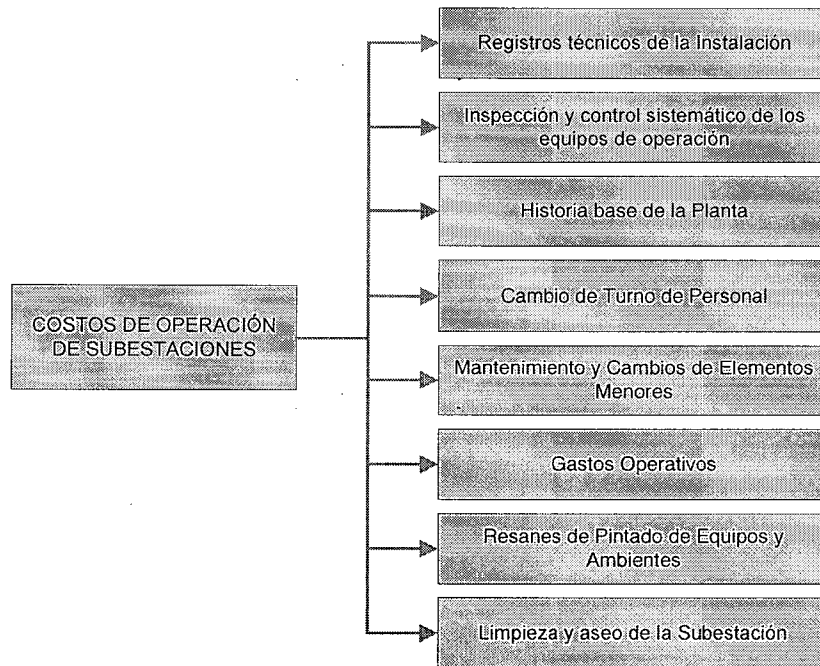 Registros técnicos de la Instalación
Inspección y control sistemático de los
equipos de operación
Historia base de la Planta
Cambio de Turno de Personal
COSTOS DE OPERACIÓN
DE SUBESTACIONES
Mantenimiento y Cambios de Elementos
Menores
Gastos Operativos
Resanes de Pintado de Equipos y
Ambientes
Limpieza y aseo de la Subestación